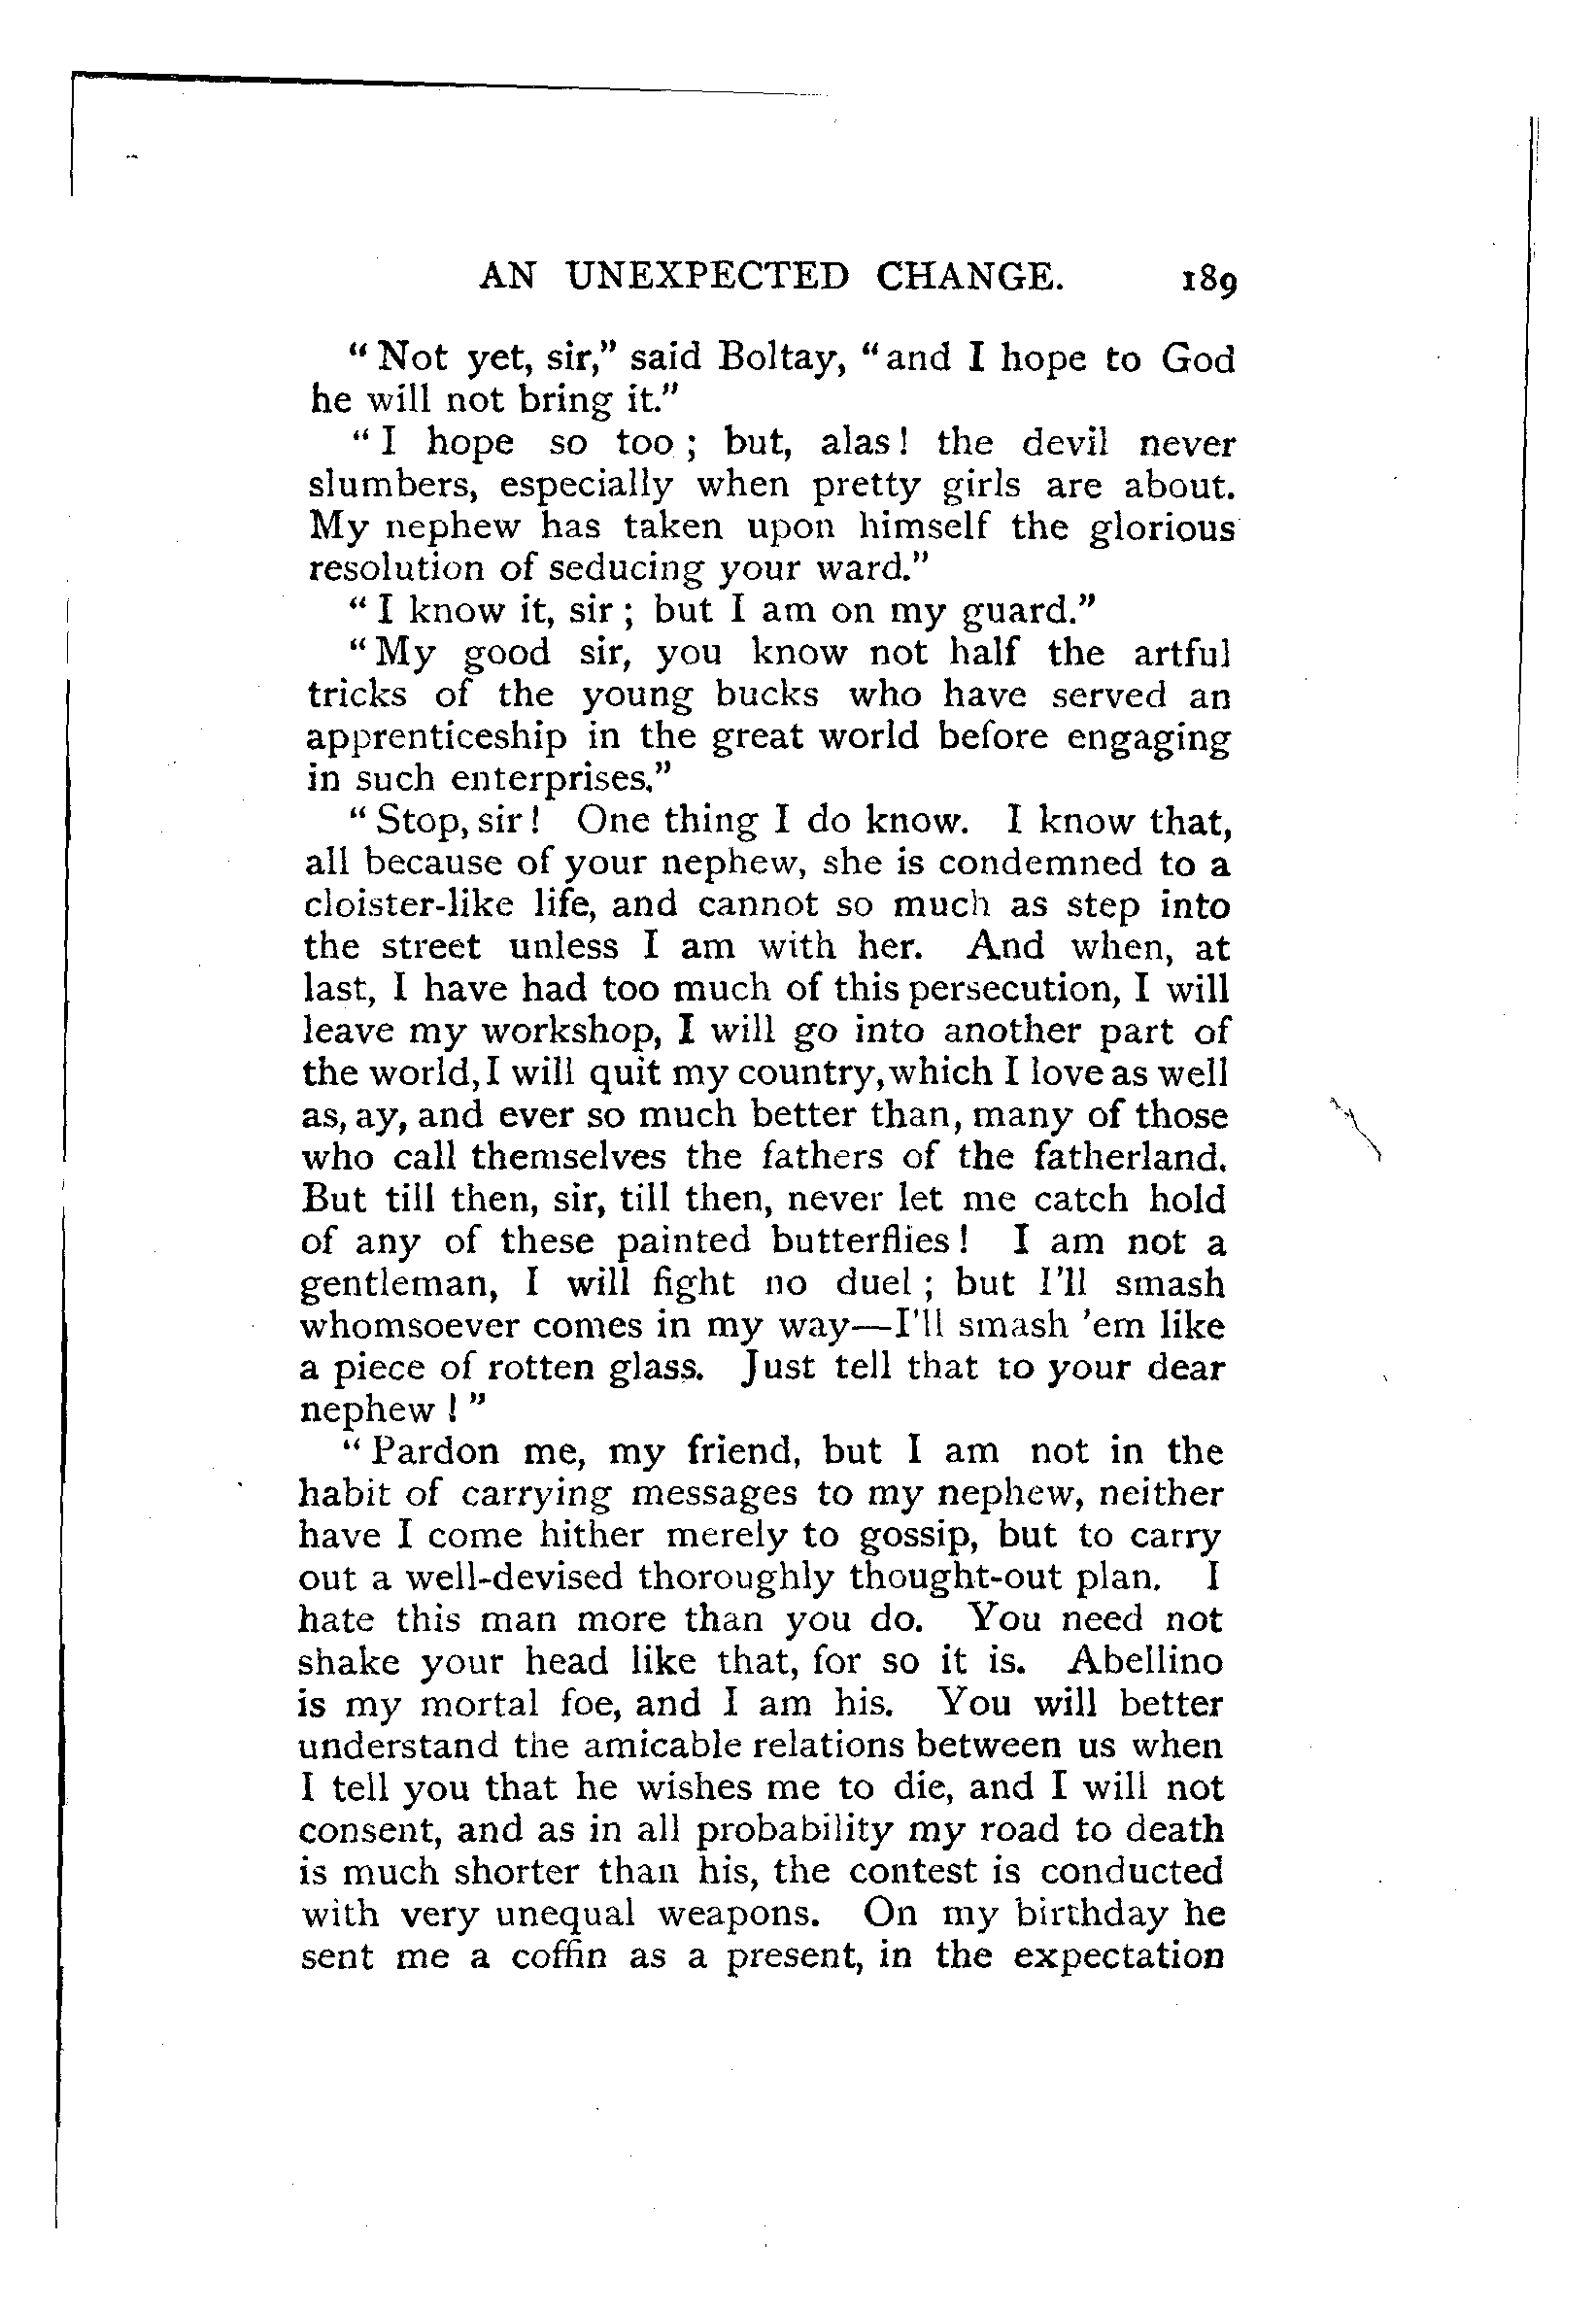 AN UNEXPECTED CHANGE. 189
"Not yet, sir," said Boltay, "and I hope to God
he will not bring it."
"I hope so too; but, alas! the devil never
slumbers, especially when pretty girls are about.
My nephew has taken upon himself the glorious
resolution of seducing your ward."
"I know it, sir; but I am on my guard."
"My good sir, you know not half the artful
tricks of the young bucks who have served an
apprenticeship in the great world before engaging
in such enterprises."
"Stop, sir! One thing I do know. I know that,
all because of your nephew, she is condemned to a
cloister-like life, and cannot so much as step into
the street unless I am with her. And when, at
last, I have had too much of this persecution, I will
leave my workshop, I will go into another part of
the world, I will quit my country, which I love as well
as, ay, and ever so much better than, many of those
who call themselves the fathers of the fatherland.
But till then, sir, till then, never let me catch hold
of any of these painted butterflies! I am not a
gentleman, I will fight no duel; but I'll smash
whomsoever comes in my way—I'll smash 'em like
a piece of rotten glass. Just tell that to your dear
nephew!"
"Pardon me, my friend, but I am not in the
habit of carrying messages to my nephew, neither
have I come hither merely to gossip, but to carry
out a well-devised thoroughly thought-out plan. I
hate this man more than you do. You need not
shake your head like that, for so it is. Abellino
is my mortal foe, and I am his. You will better
understand the amicable relations between us when
I tell you that he wishes me to die, and I will not
consent, and as in all probability my road to death
is much shorter than his, the contest is conducted
with very unequal weapons. On my birthday he
sent me a coffin as a present, in the expectation